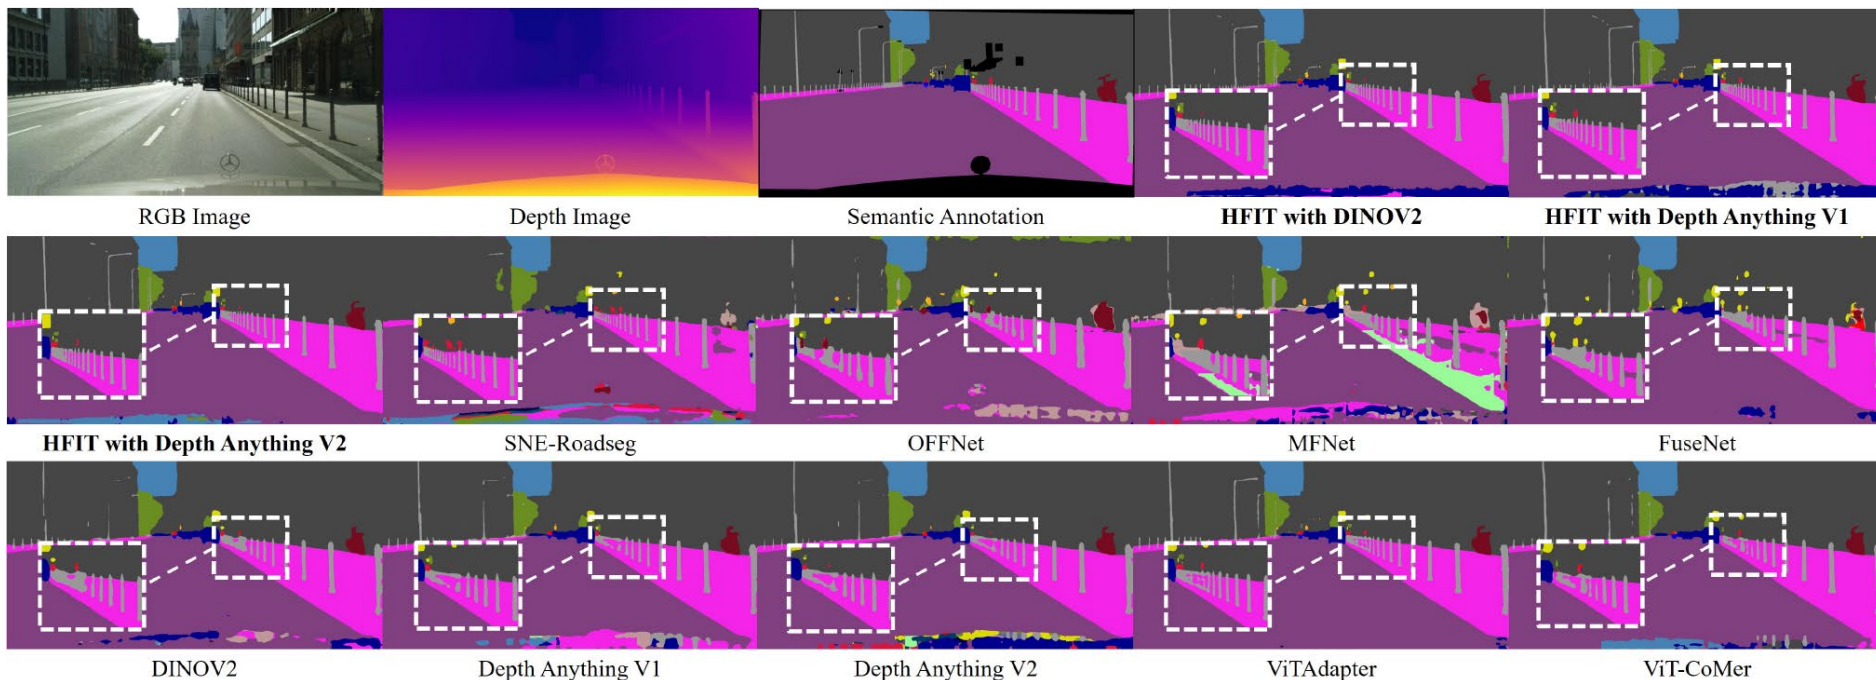 RGB Image
Depth Image
Semantic Annotation
HFIT with DINOV2
HFIT with Depth Anything V1
HFIT with Depth Anything V2
SNE-Roadseg
OFFNet
MFNet
FuseNet
DINOV2
Depth Anything V1
Depth Anything V2
ViTAdapter
ViT-CoMer